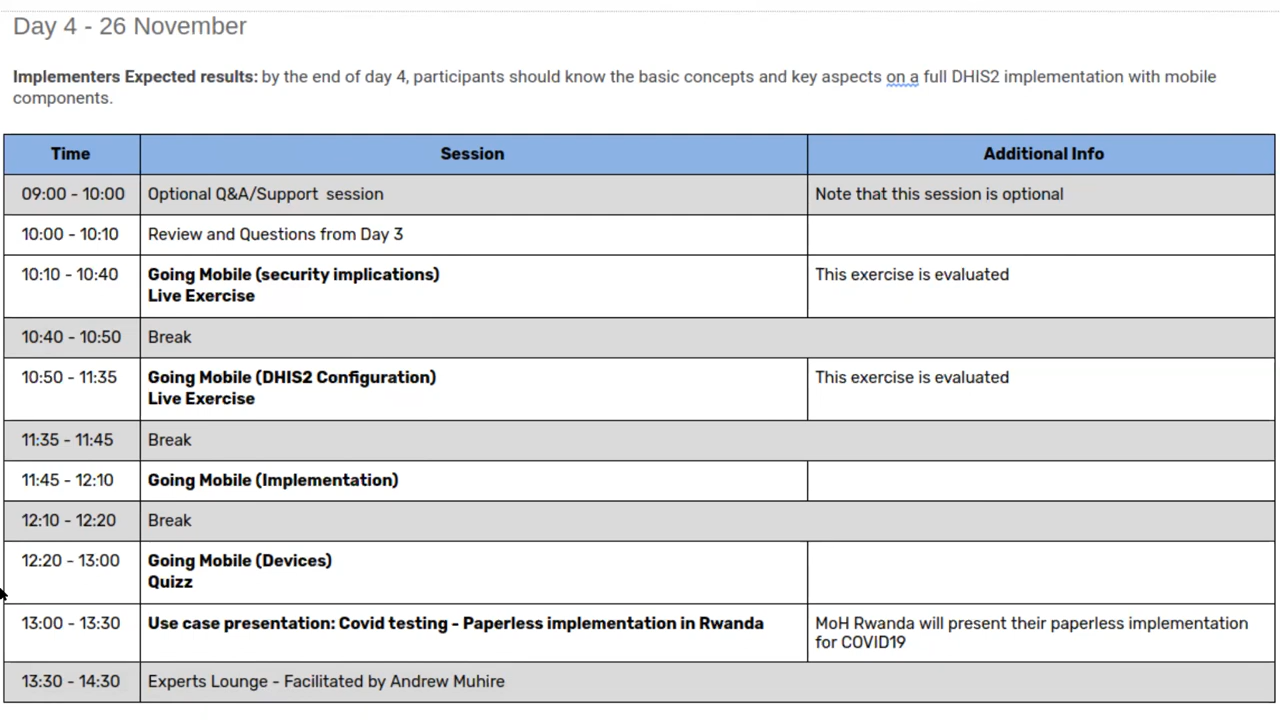 Day 4 - 26 November
Implementers Expected results: by the end of day 4, participants should know the basic concepts and key aspects on a full DHIS2 implementation with mobile
components.
Time Session Additional Info
09:00 - 10:00 Optional Q&A/Support session Note that this session is optional
10:00 - 10:10 Review and Questions from Day 3
10:10 - 10:40 Going Mobile (security implications) This exercise is evaluated
Live Exercise
10:40 - 10:50 Break
10:50 - 11:35 Going Mobile (DHIS2 Configuration) This exercise is evaluated
Live Exercise
11:35 - 11:45 Break
11:45 - 12:10 Going Mobile (Implementation)
12:10 - 12:20 Break
12:20 - 13:00 Going Mobile (Devices)
Quizz
13:00 - 13:30 Use case presentation: Covid testing - Paperless implementation in Rwanda MoH Rwanda will present their paperless implementation
for COVID19
13:30 - 14:30 Experts Lounge - Facilitated by Andrew Muhire